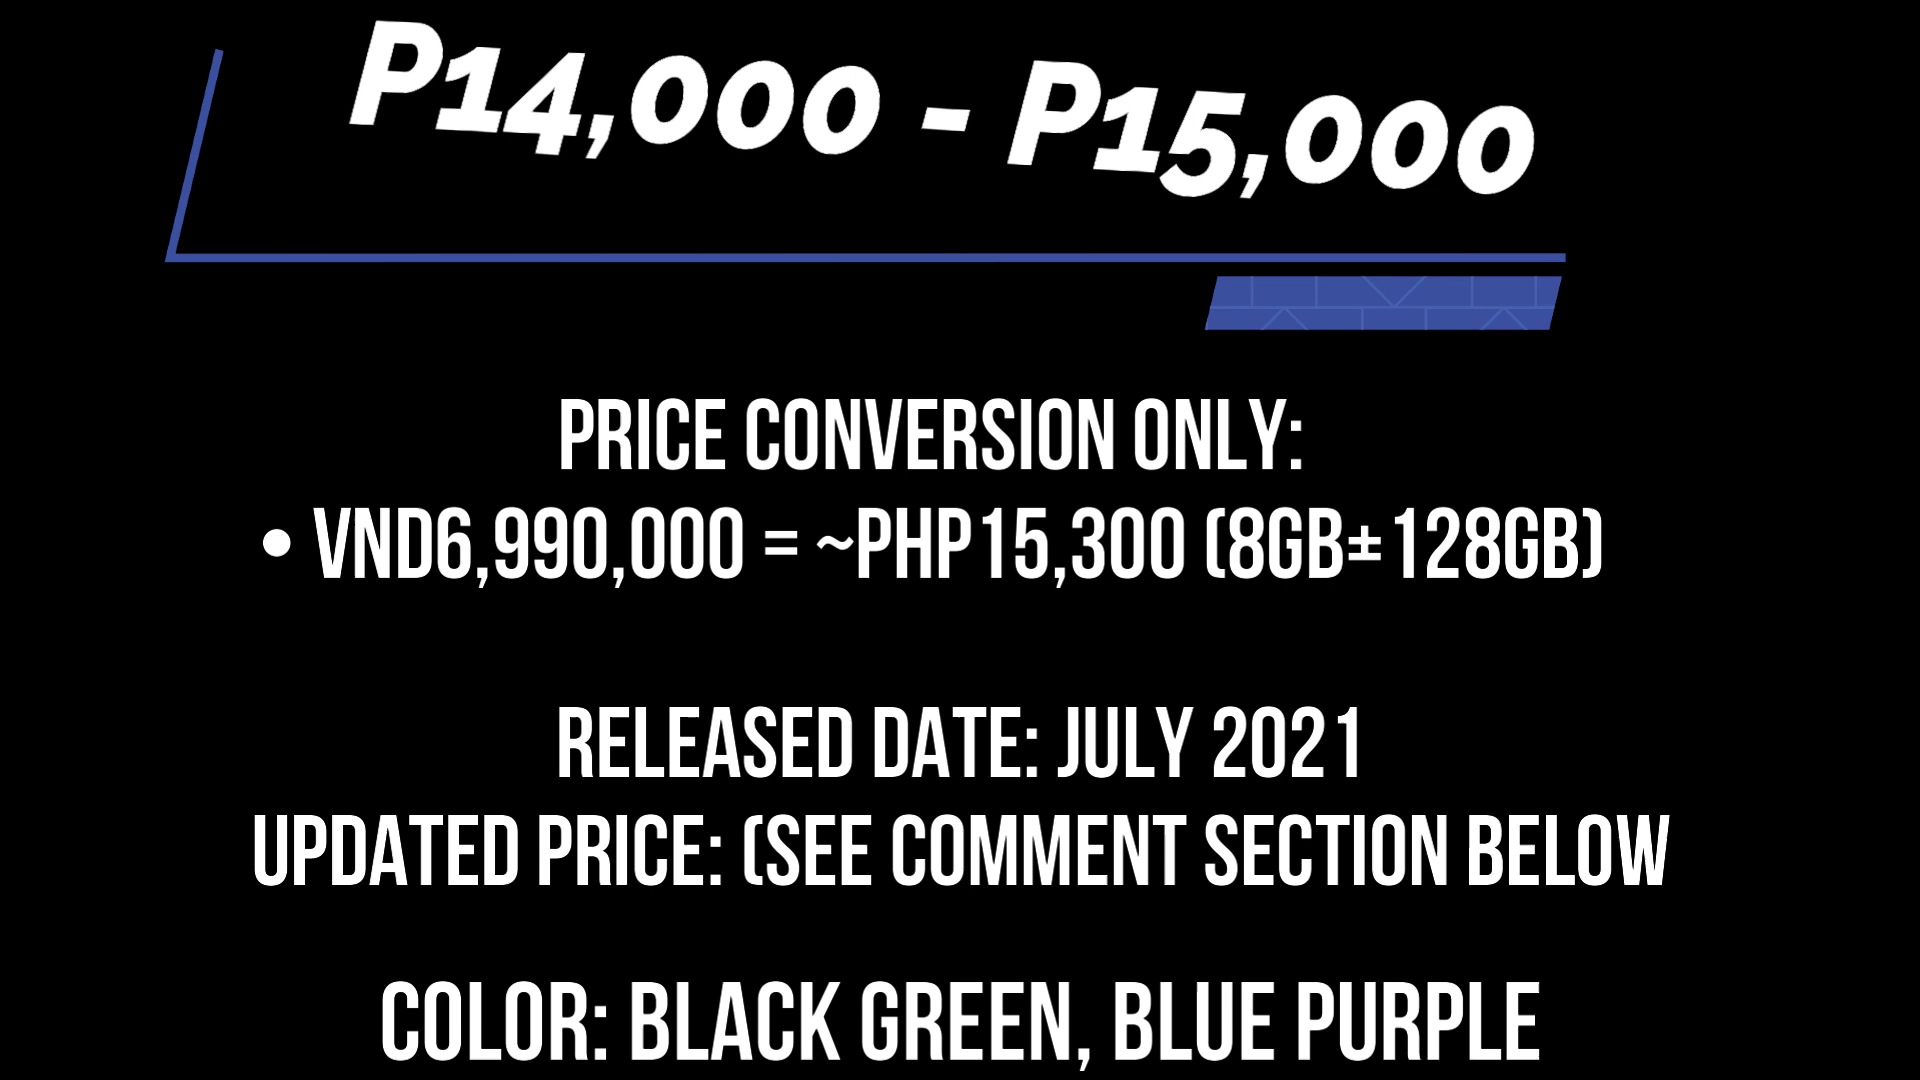 P14,000 - P15,000
PRICE CONVERSION ONLY:
• VND6,990,000 = ~PHP15,300 (8GB±128GB)
RELEASED DATE: JULY 2021
UPDATED PRICE: (SEE COMMENT SECTION BELOW
COLOR: BLACK GREEN, BLUE PURPLE